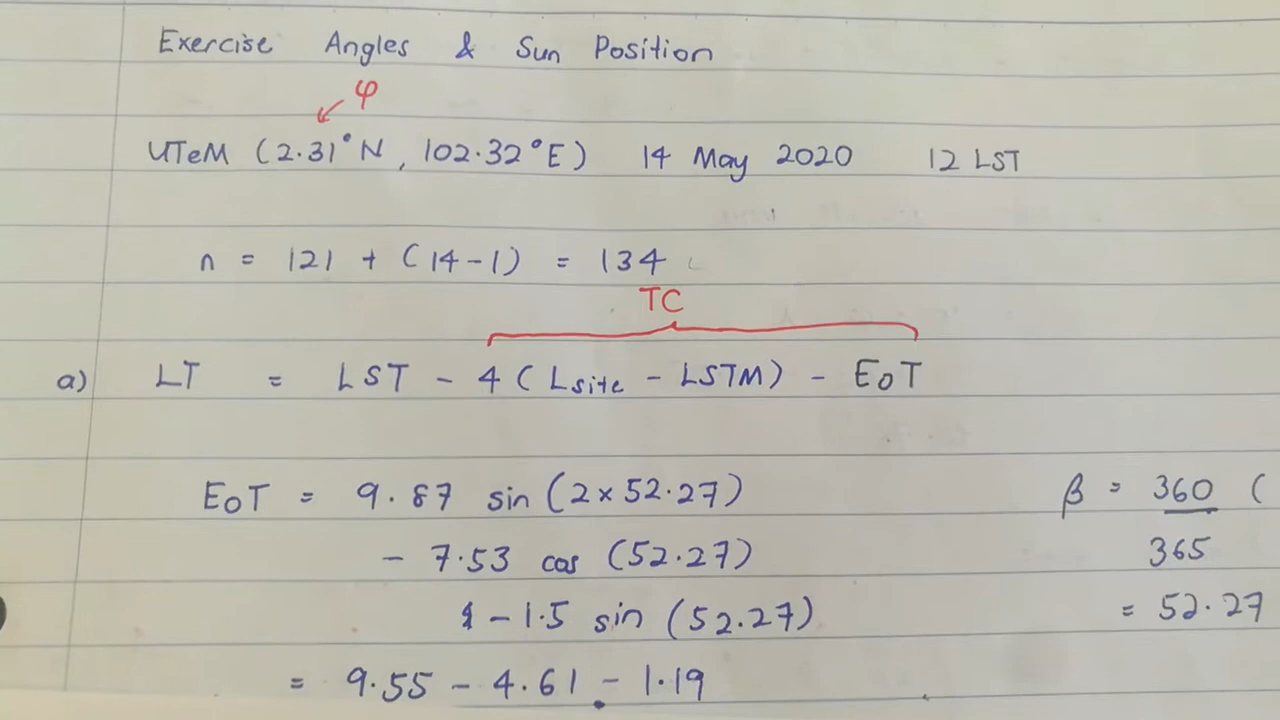 Exercise Angles & Sun Position
φ
UTeM (2.31°N, 102.32°E) 14 May 2020 12 LST
n = 121 + (14-1) = 134
TC
a) LT = LST - 4 (Lsite - LSTM) - EoT
EoT = 9.87 sin (2×52.27) β = 360 (
- 7.53 cos (52.27) 365
- 1.5 sin (52.27) = 52.27
= 9.55 - 4.61 - 1.19